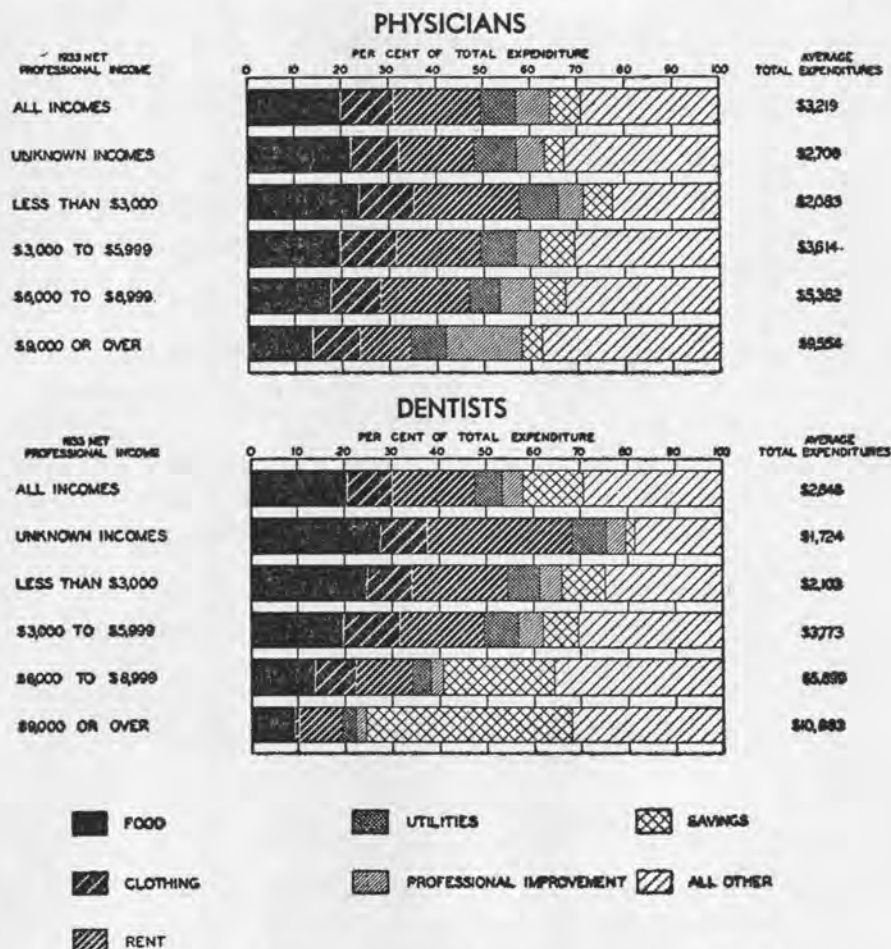 PHYSICIANS
1933 NET
PROFESSIONAL INCOME
PER CENT OF TOTAL EXPENDITURE
AVERAGE
TOTAL EXPENDITURES
0 10 20 30 40 50 60 70 80 90 100
ALL INCOMES $3,219
UNKNOWN INCOMES $2,708
LESS THAN $3,000 $2,083
$3,000 TO $5,999 $3,614
$6,000 TO $8,999 $5,352
$9,000 OR OVER $9,554
DENTISTS
1933 NET
PROFESSIONAL INCOME
PER CENT OF TOTAL EXPENDITURE
AVERAGE
TOTAL EXPENDITURES
0 10 20 30 40 50 60 70 80 90 100
ALL INCOMES $2,648
UNKNOWN INCOMES $1,724
LESS THAN $3,000 $2,103
$3,000 TO $5,999 $3,773
$6,000 TO $8,999
$9,000 OR OVER
FOOD UTILITIES SAVINGS
CLOTHING PROFESSIONAL IMPROVEMENT ALL OTHER
RENT